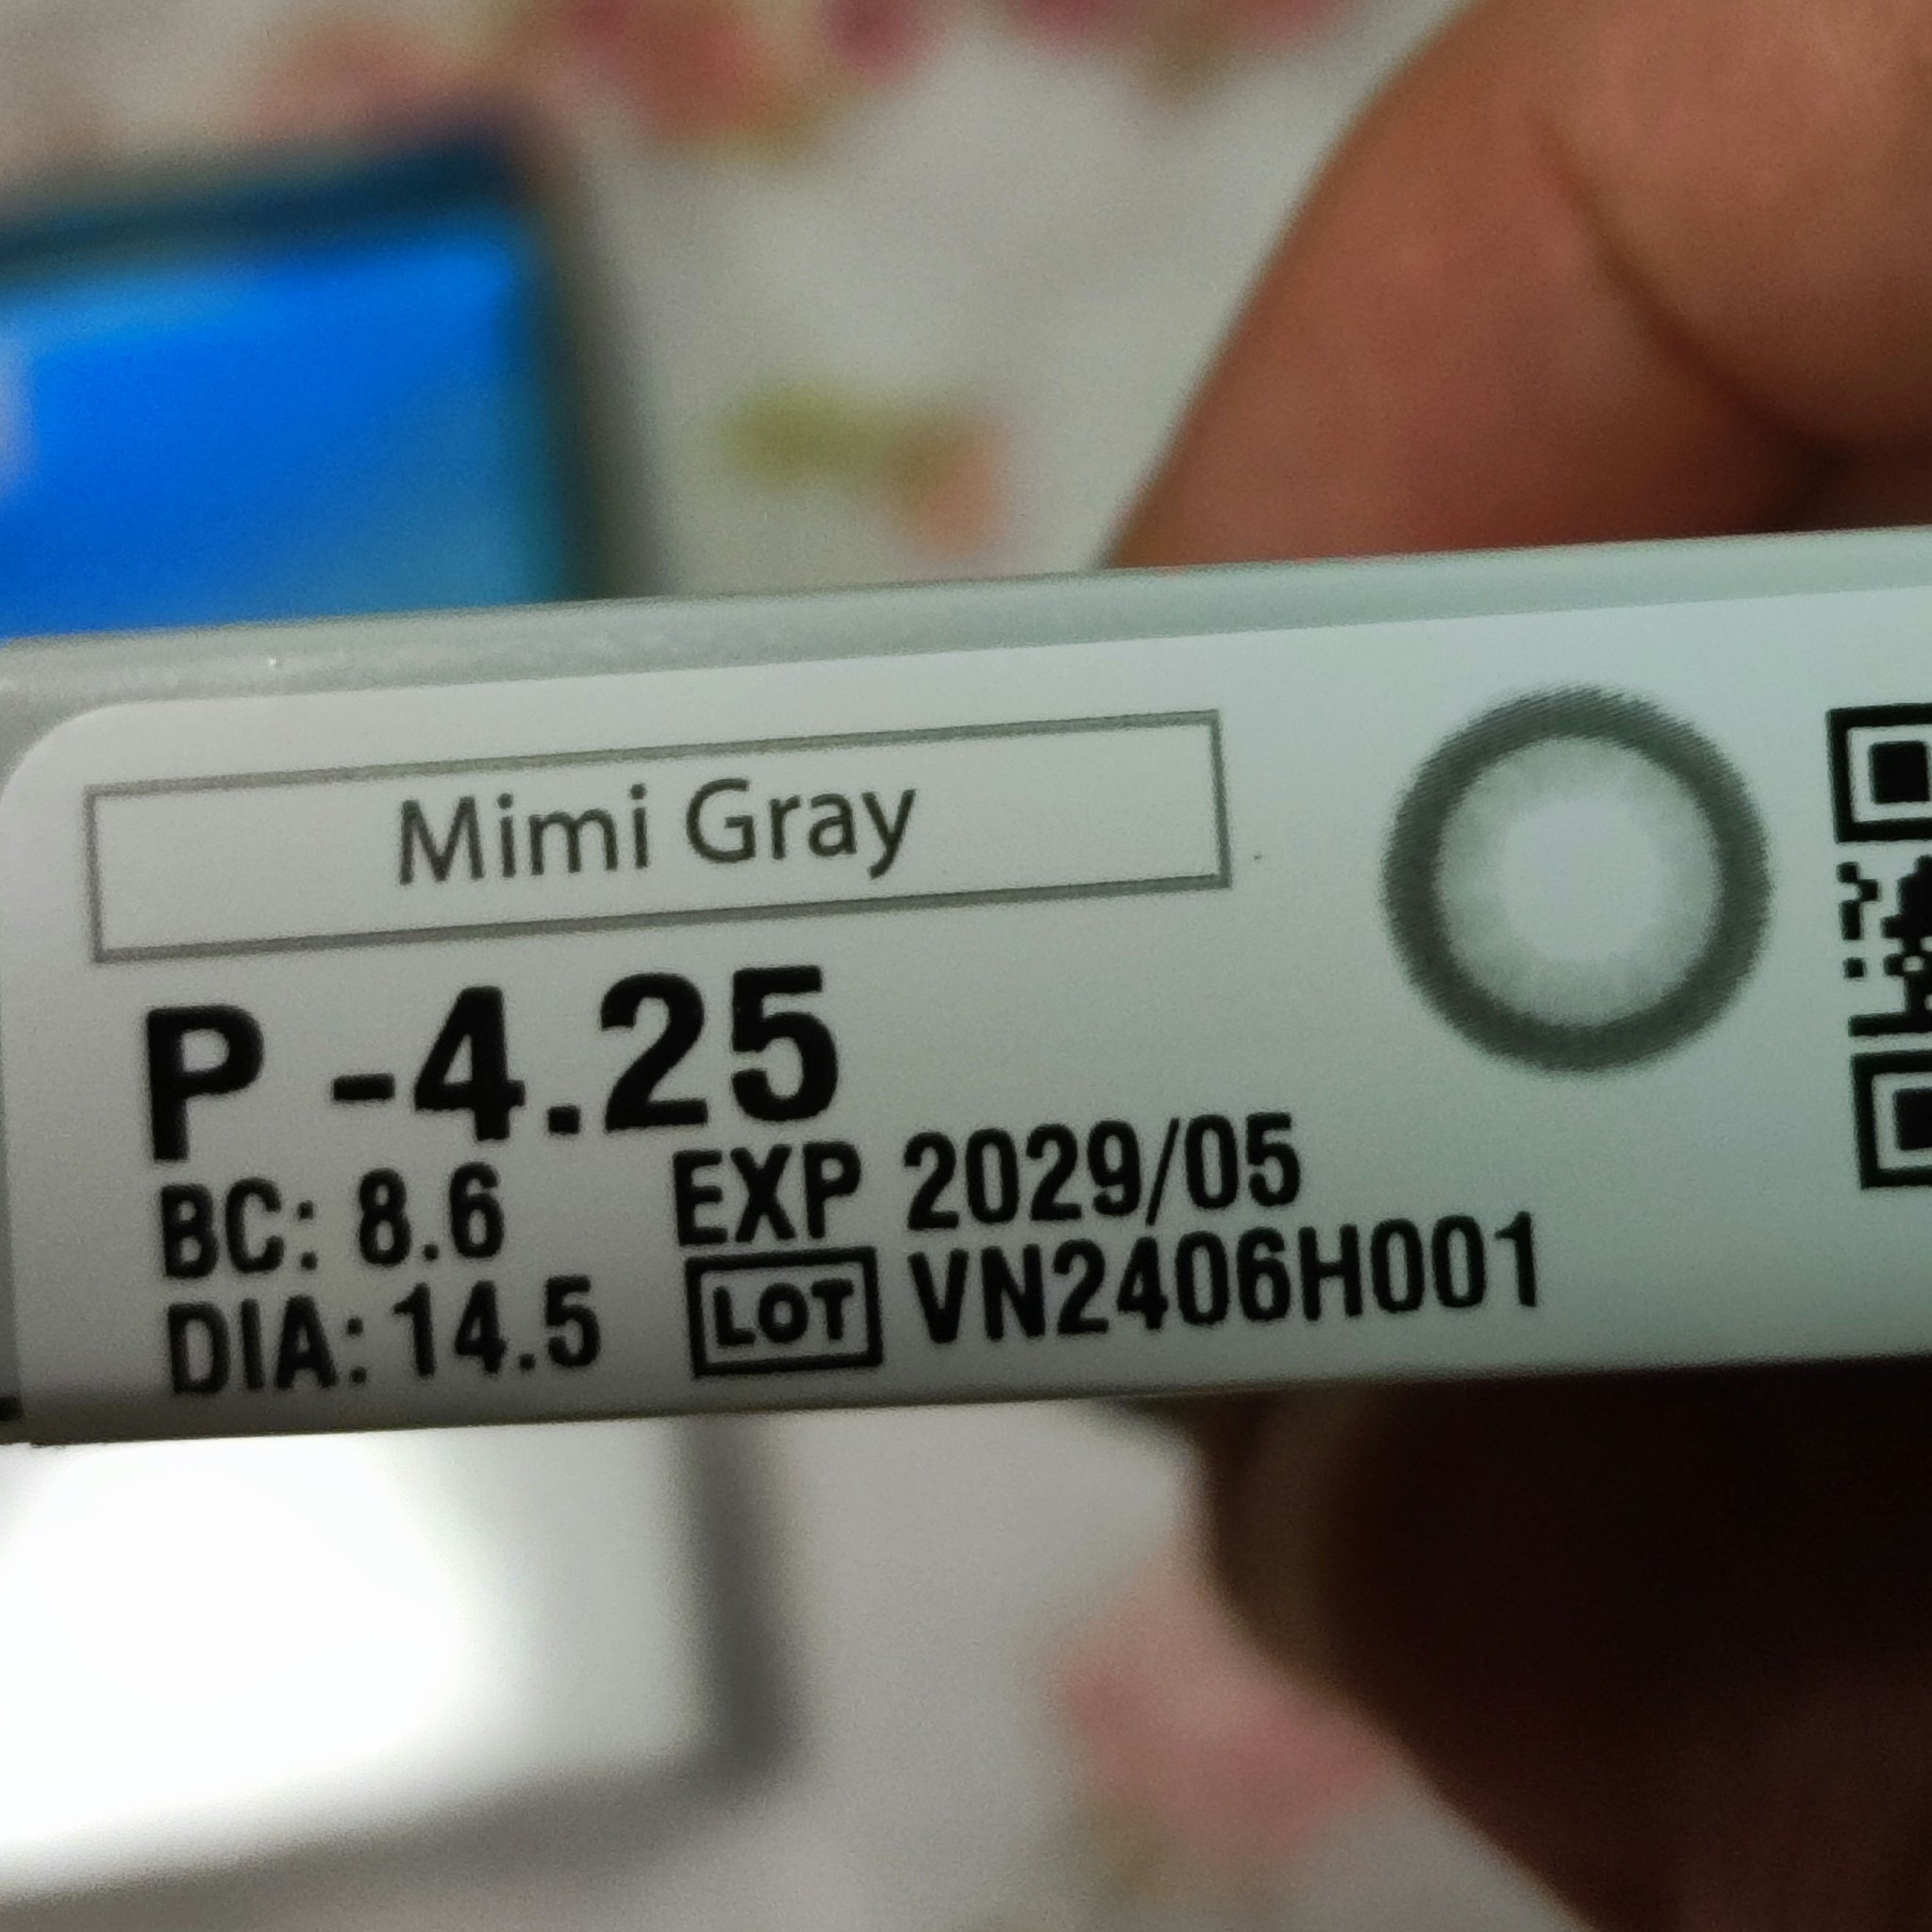 Mimi Gray
P -4.25
BC: 8.6 EXP 2029/05
DIA: 14.5 LOT VN2406H001